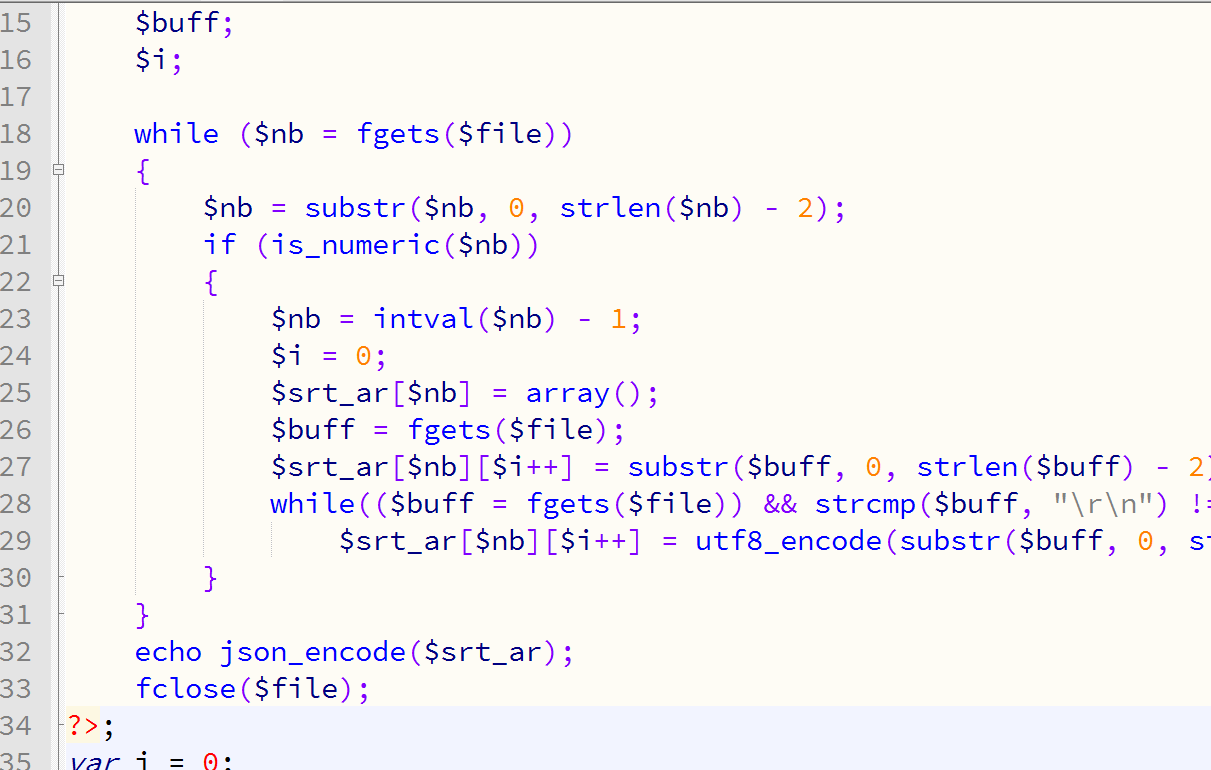 15 $buff;
16 $i;
17
18 while ($nb = fgets($file))
19 {
20 $nb = substr($nb, 0, strlen($nb) - 2);
21 if (is_numeric($nb))
22 {
23 $nb = intval($nb) - 1;
24 $i = 0;
25 $srt_ar[$nb] = array();
26 $buff = fgets($file);
27 $srt_ar[$nb][$i++] = substr($buff, 0, strlen($buff) - 2)
28 while(($buff = fgets($file)) && strcmp($buff, "\r\n") !=
29 $srt_ar[$nb][$i++] = utf8_encode(substr($buff, 0, st
30 }
31 }
32 echo json_encode($srt_ar);
33 fclose($file);
34 ?>;
35 var i = 0;